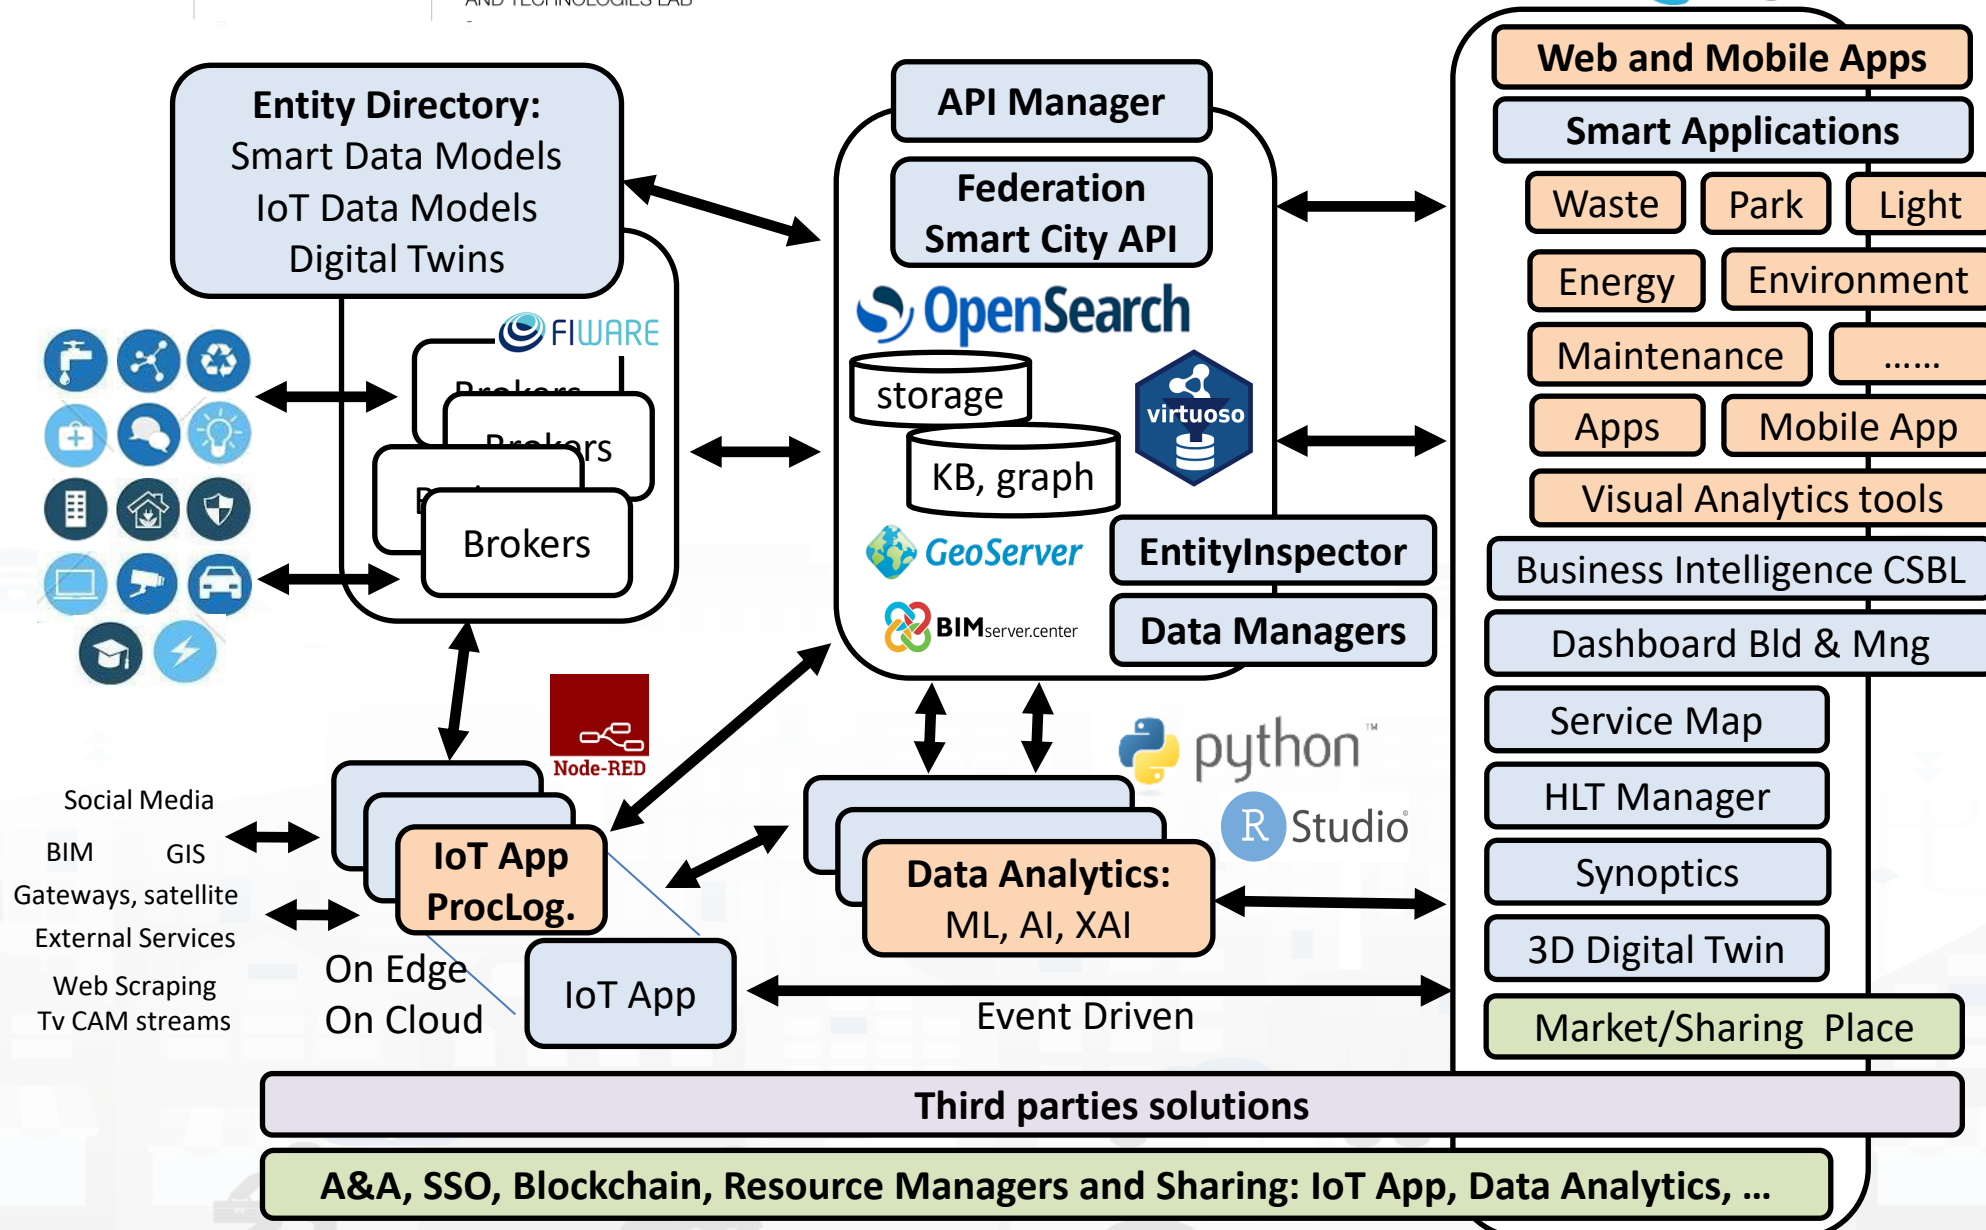 AND TECHNOLOGIES LAB
Entity Directory:
Smart Data Models
IoT Data Models
Digital Twins
FIWARE
Brokers
Brokers
Brokers
API Manager
Federation
Smart City API
OpenSearch
storage
virtuoso
KB, graph
GeoServer
EntityInspector
BIMserver.center
Data Managers
Node-RED
python™
R Studio
Social Media
BIM
GIS
Gateways, satellite
External Services
Web Scraping
Tv CAM streams
IoT App
ProcLog.
On Edge
On Cloud
IoT App
Data Analytics:
ML, AI, XAI
Event Driven
Web and Mobile Apps
Smart Applications
Waste
Park
Light
Energy
Environment
Maintenance
......
Apps
Mobile App
Visual Analytics tools
Business Intelligence CSBL
Dashboard Bld & Mng
Service Map
HLT Manager
Synoptics
3D Digital Twin
Market/Sharing Place
Third parties solutions
A&A, SSO, Blockchain, Resource Managers and Sharing: IoT App, Data Analytics, ...